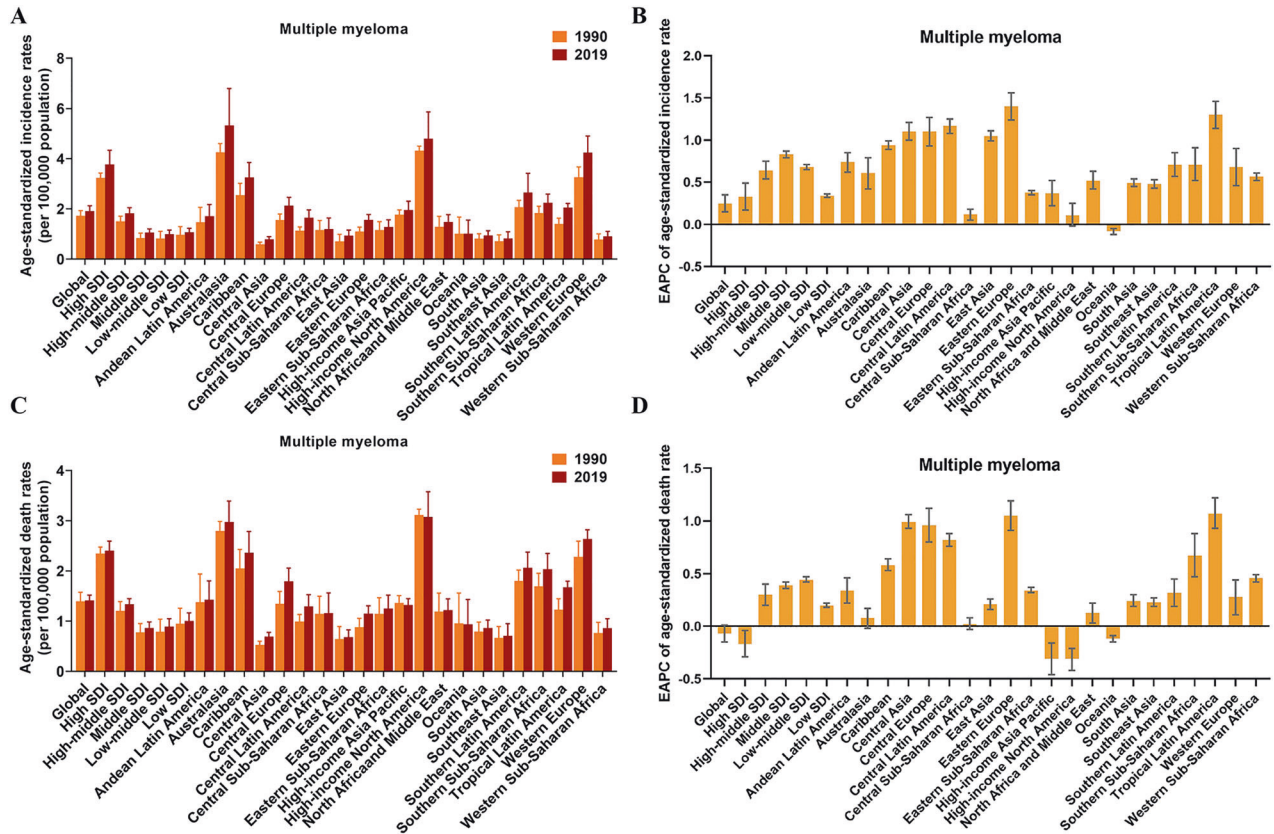 A
Multiple myeloma
1990
2019
Age-standardized incidence rates
(per 100,000 population)
8
6
4
2
0
Global
High SDI
High-middle SDI
Middle SDI
Low-middle SDI
Low SDI
Andean Latin America
Australasia
Caribbean
Central Asia
Central Europe
Central Latin America
Central Sub-Saharan Africa
East Asia
Eastern Europe
Eastern Sub-Saharan Africa
High-income Asia Pacific
High-income North America
North Africaand Middle East
Oceania
South Asia
Southeast Asia
Southern Latin America
Southern Sub-Saharan Africa
Tropical Latin America
Western Europe
Western Sub-Saharan Africa
B
Multiple myeloma
EAPC of age-standardized incidence rate
2.0
1.5
1.0
0.5
0.0
-0.5
Global
High SDI
High-middle SDI
Middle SDI
Low-middle SDI
Low SDI
Andean Latin America
Australasia
Caribbean
Central Asia
Central Europe
Central Latin America
Central Sub-Saharan Africa
East Asia
Eastern Europe
Eastern Sub-Saharan Africa
High-income Asia Pacific
High-income North America
North Africa and Middle East
Oceania
South Asia
Southeast Asia
Southern Latin America
Southern Sub-Saharan Africa
Tropical Latin America
Western Europe
Western Sub-Saharan Africa
C
Multiple myeloma
1990
2019
Age-standardized death rates
(per 100,000 population)
4
3
2
1
0
Global
High SDI
High-middle SDI
Middle SDI
Low-middle SDI
Low SDI
Andean Latin America
Australasia
Caribbean
Central Asia
Central Europe
Central Latin America
Central Sub-Saharan Africa
East Asia
Eastern Europe
Eastern Sub-Saharan Africa
High-income Asia Pacific
High-income North America
North Africaand Middle East
Oceania
South Asia
Southeast Asia
Southern Latin America
Southern Sub-Saharan Africa
Tropical Latin America
Western Europe
Western Sub-Saharan Africa
D
Multiple myeloma
EAPC of age-standardized death rate
1.5
1.0
0.5
0.0
-0.5
Global
High SDI
High-middle SDI
Middle SDI
Low-middle SDI
Low SDI
Andean Latin America
Australasia
Caribbean
Central Asia
Central Europe
Central Latin America
Central Sub-Saharan Africa
East Asia
Eastern Europe
Eastern Sub-Saharan Africa
High-income Asia Pacific
High-income North America
North Africa and Middle East
Oceania
South Asia
Southeast Asia
Southern Latin America
Southern Sub-Saharan Africa
Tropical Latin America
Western Europe
Western Sub-Saharan Africa